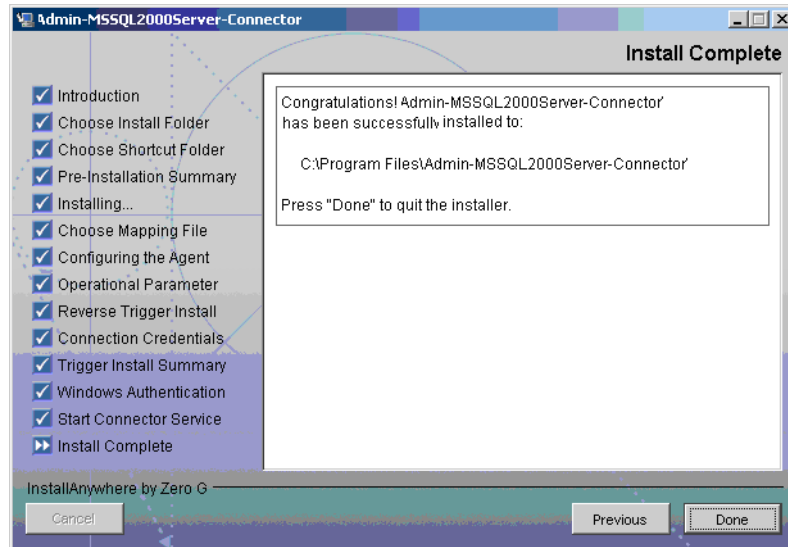 Admin-MSSQL2000Server-Connector
Install Complete
Introduction
Choose Install Folder
Choose Shortcut Folder
Pre-Installation Summary
Installing...
Choose Mapping File
Configuring the Agent
Operational Parameter
Reverse Trigger Install
Connection Credentials
Trigger Install Summary
Windows Authentication
Start Connector Service
Install Complete
Congratulations! Admin-MSSQL2000Server-Connector'
has been successfully installed to:
C:\Program Files\Admin-MSSQL2000Server-Connector'
Press "Done" to quit the installer.
InstallAnywhere by Zero G
Cancel
Previous
Done